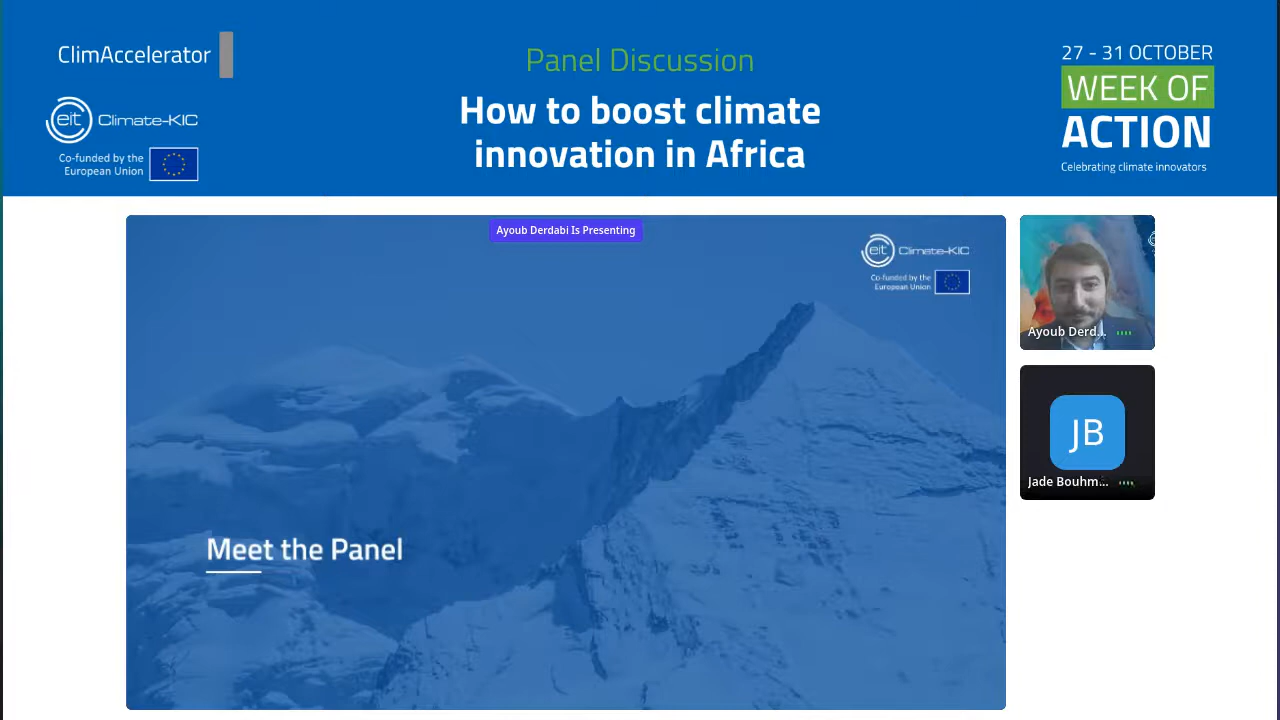 ClimAccelerator
eit Climate-KIC
Co-funded by the
European Union
Panel Discussion
How to boost climate
innovation in Africa
27 - 31 OCTOBER
WEEK OF
ACTION
Celebrating climate innovators
Ayoub Derdabi Is Presenting
eit Climate-KIC
Co-funded by the
European Union
Meet the Panel
Ayoub Derd...
JB
Jade Bouhm...